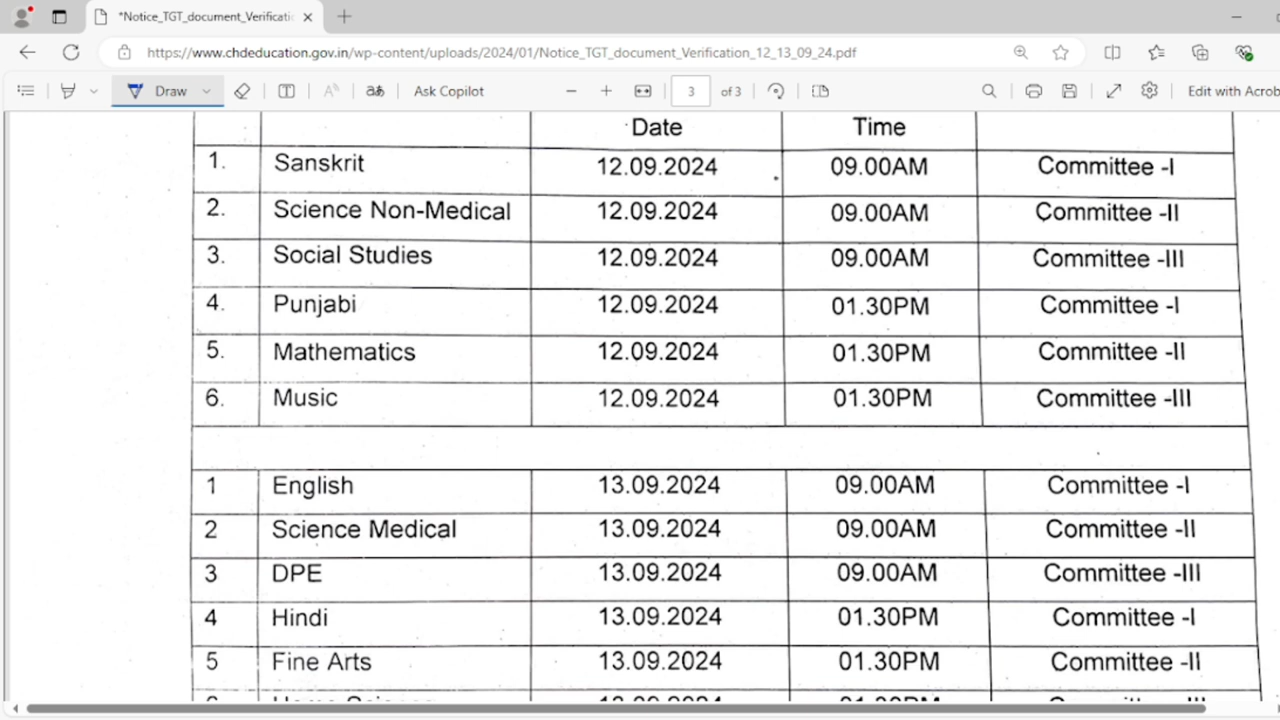 *Notice_TGT_document_Verificati
https://www.chdeducation.gov.in/wp-content/uploads/2024/01/Notice_TGT_document_Verification_12_13_09_24.pdf
Draw Ask Copilot 3 of 3 Edit with Acrob
Date Time
1. Sanskrit 12.09.2024 09.00AM Committee -I
2. Science Non-Medical 12.09.2024 09.00AM Committee -II
3. Social Studies 12.09.2024 09.00AM Committee -III
4. Punjabi 12.09.2024 01.30PM Committee -I
5. Mathematics 12.09.2024 01.30PM Committee -II
6. Music 12.09.2024 01.30PM Committee -III
1 English 13.09.2024 09.00AM Committee -I
2 Science Medical 13.09.2024 09.00AM Committee -II
3 DPE 13.09.2024 09.00AM Committee -III
4 Hindi 13.09.2024 01.30PM Committee -I
5 Fine Arts 13.09.2024 01.30PM Committee -II